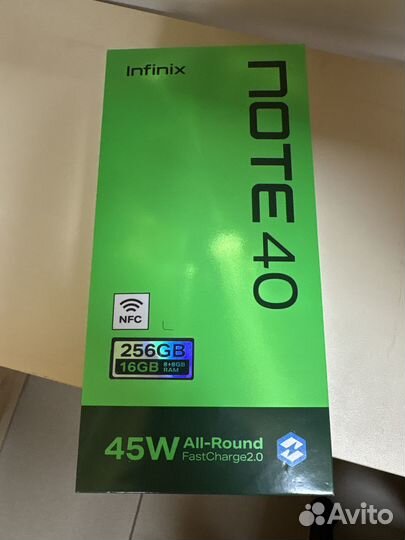 Infinix
NOTE 40
NFC
256GB
16GB 8+8GB RAM
45W All-Round
FastCharge2.0
Avito